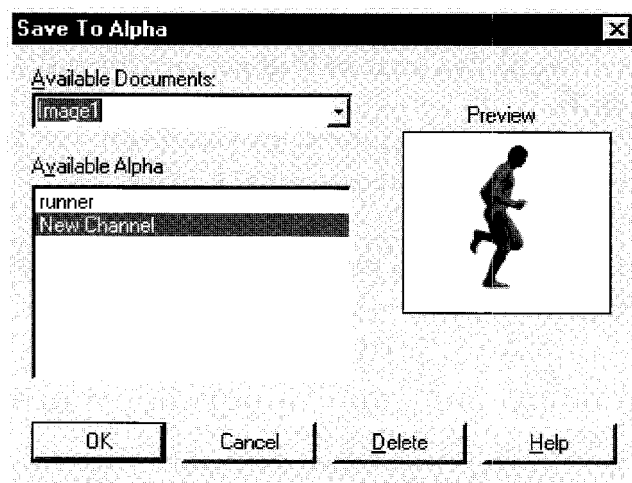 Save To Alpha
Available Documents:
Image1
Preview
Available Alpha
runner
New Channel
OK Cancel Delete Help